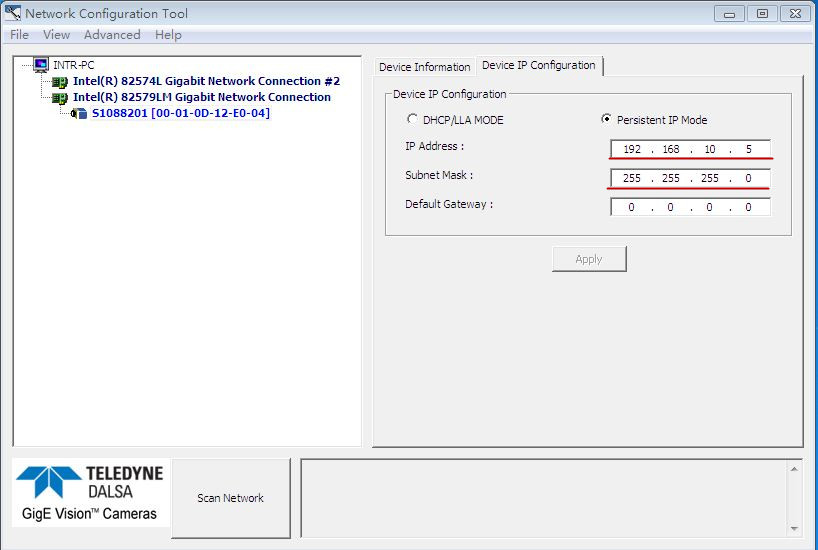 Network Configuration Tool
File View Advanced Help
INTR-PC
Intel(R) 82574L Gigabit Network Connection #2
Intel(R) 82579LM Gigabit Network Connection
S1088201 [00-01-0D-12-E0-04]
Device Information Device IP Configuration
Device IP Configuration
DHCP/LLA MODE Persistent IP Mode
IP Address : 192 . 168 . 10 . 5
Subnet Mask : 255 . 255 . 255 . 0
Default Gateway : 0 . 0 . 0 . 0
Apply
TELEDYNE
DALSA
GigE Vision™ Cameras
Scan Network